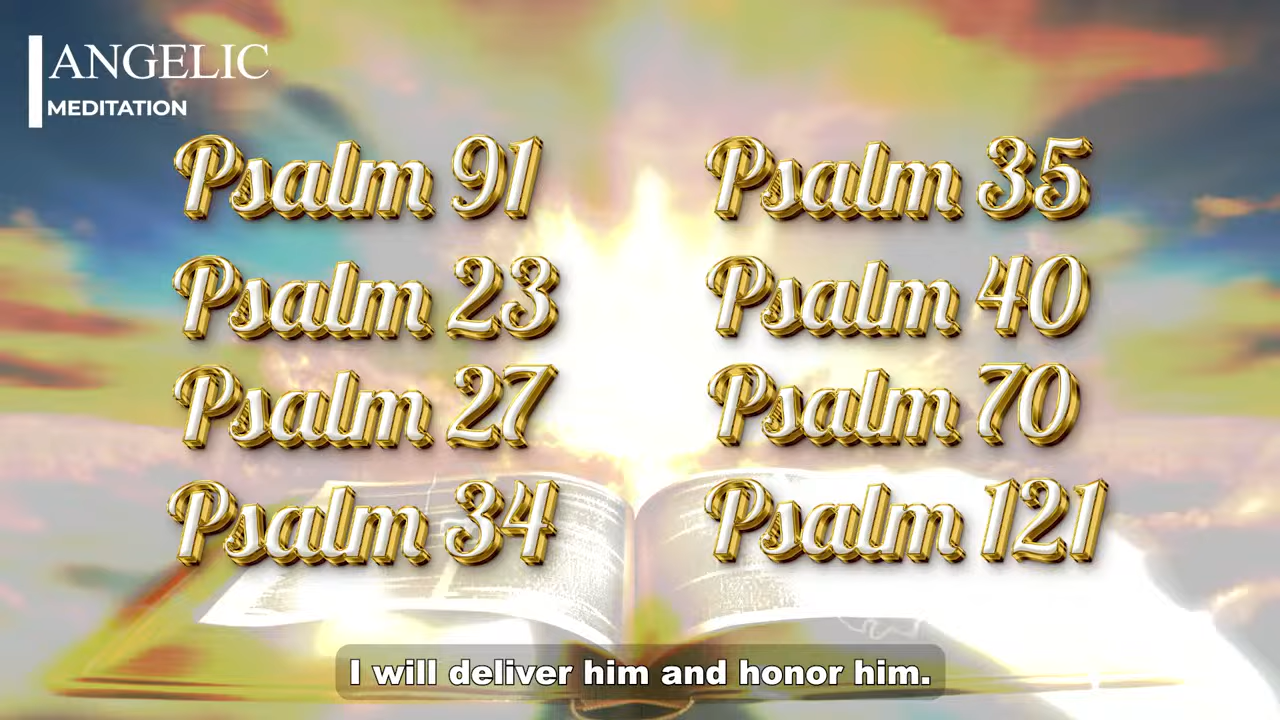 ANGELIC
MEDITATION
Psalm 91
Psalm 23
Psalm 27
Psalm 34
Psalm 35
Psalm 40
Psalm 70
Psalm 121
I will deliver him and honor him.